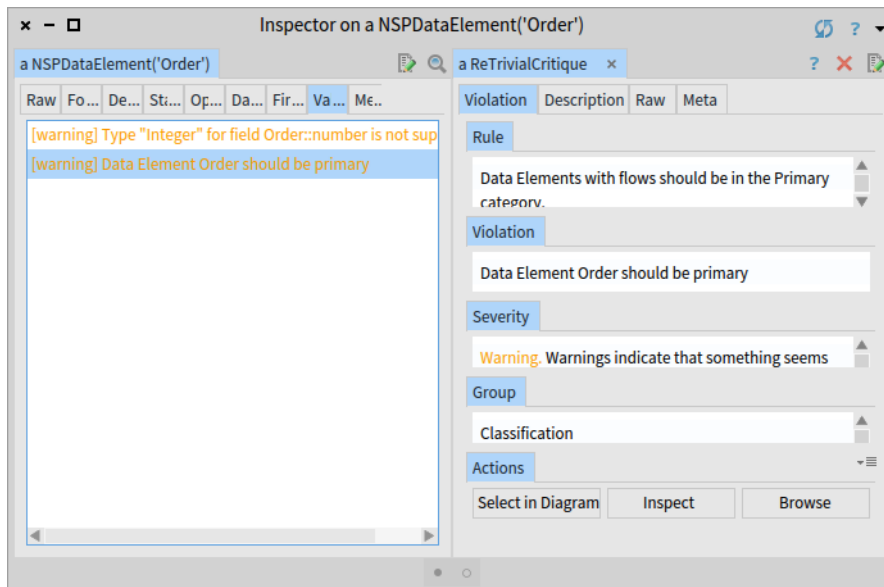 Inspector on a NSPDataElement('Order')
?
a NSPDataElement('Order')
Raw Fo... De... Sta... Op... Da... Fir... Va... Me..
[warning] Type "Integer" for field Order::number is not sup
[warning] Data Element Order should be primary
a ReTrivialCritique ×
?
Violation Description Raw Meta
Rule
Data Elements with flows should be in the Primary
category.
Violation
Data Element Order should be primary
Severity
Warning. Warnings indicate that something seems
Group
Classification
Actions
Select in Diagram Inspect Browse